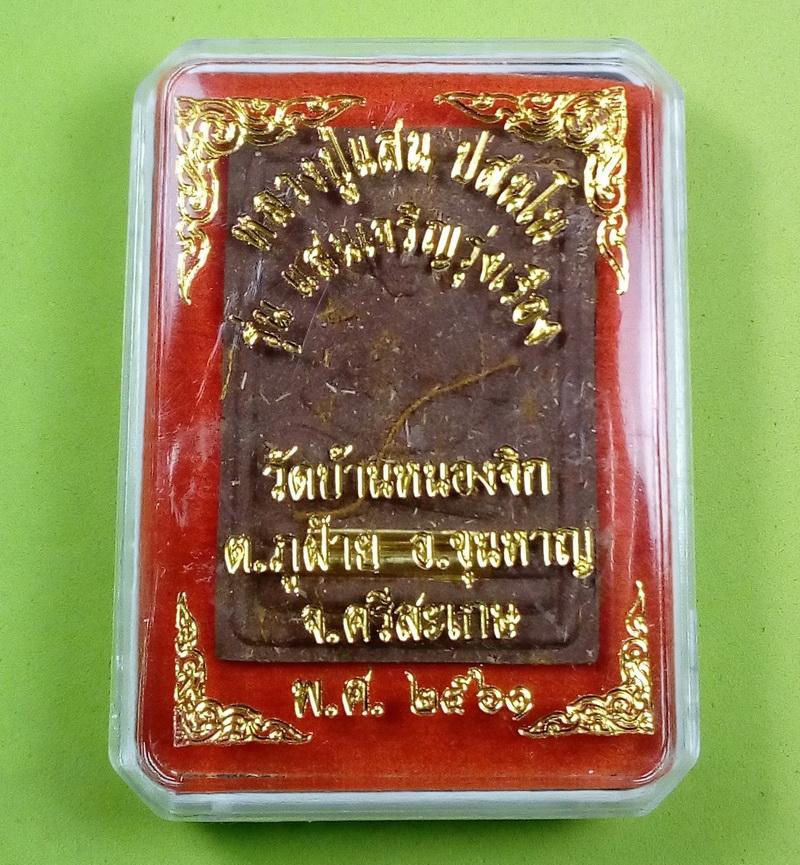 หลวงปู่แสน ปสนฺโน
รุ่น แสนเจริญรุ่งเรือง
วัดบ้านหนองจิก
ต.ภูฝ้าย อ.ขุนหาญ
จ.ศรีสะเกษ
พ.ศ. ๒๕๖๑